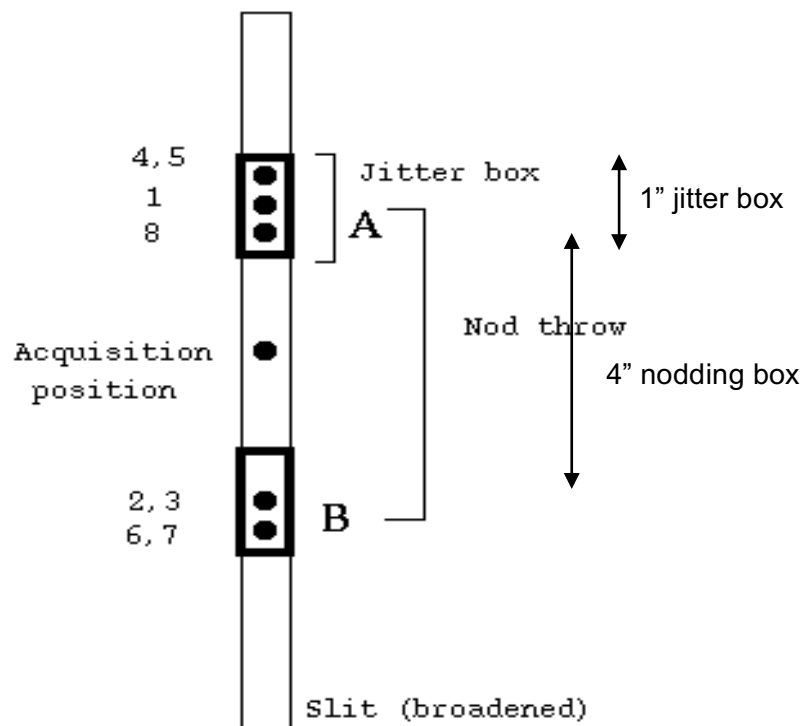 4,5
Jitter box
1" jitter box
1
A
8
Nod throw
Acquisition
position
4" nodding box
2,3
B
6,7
Slit (broadened)